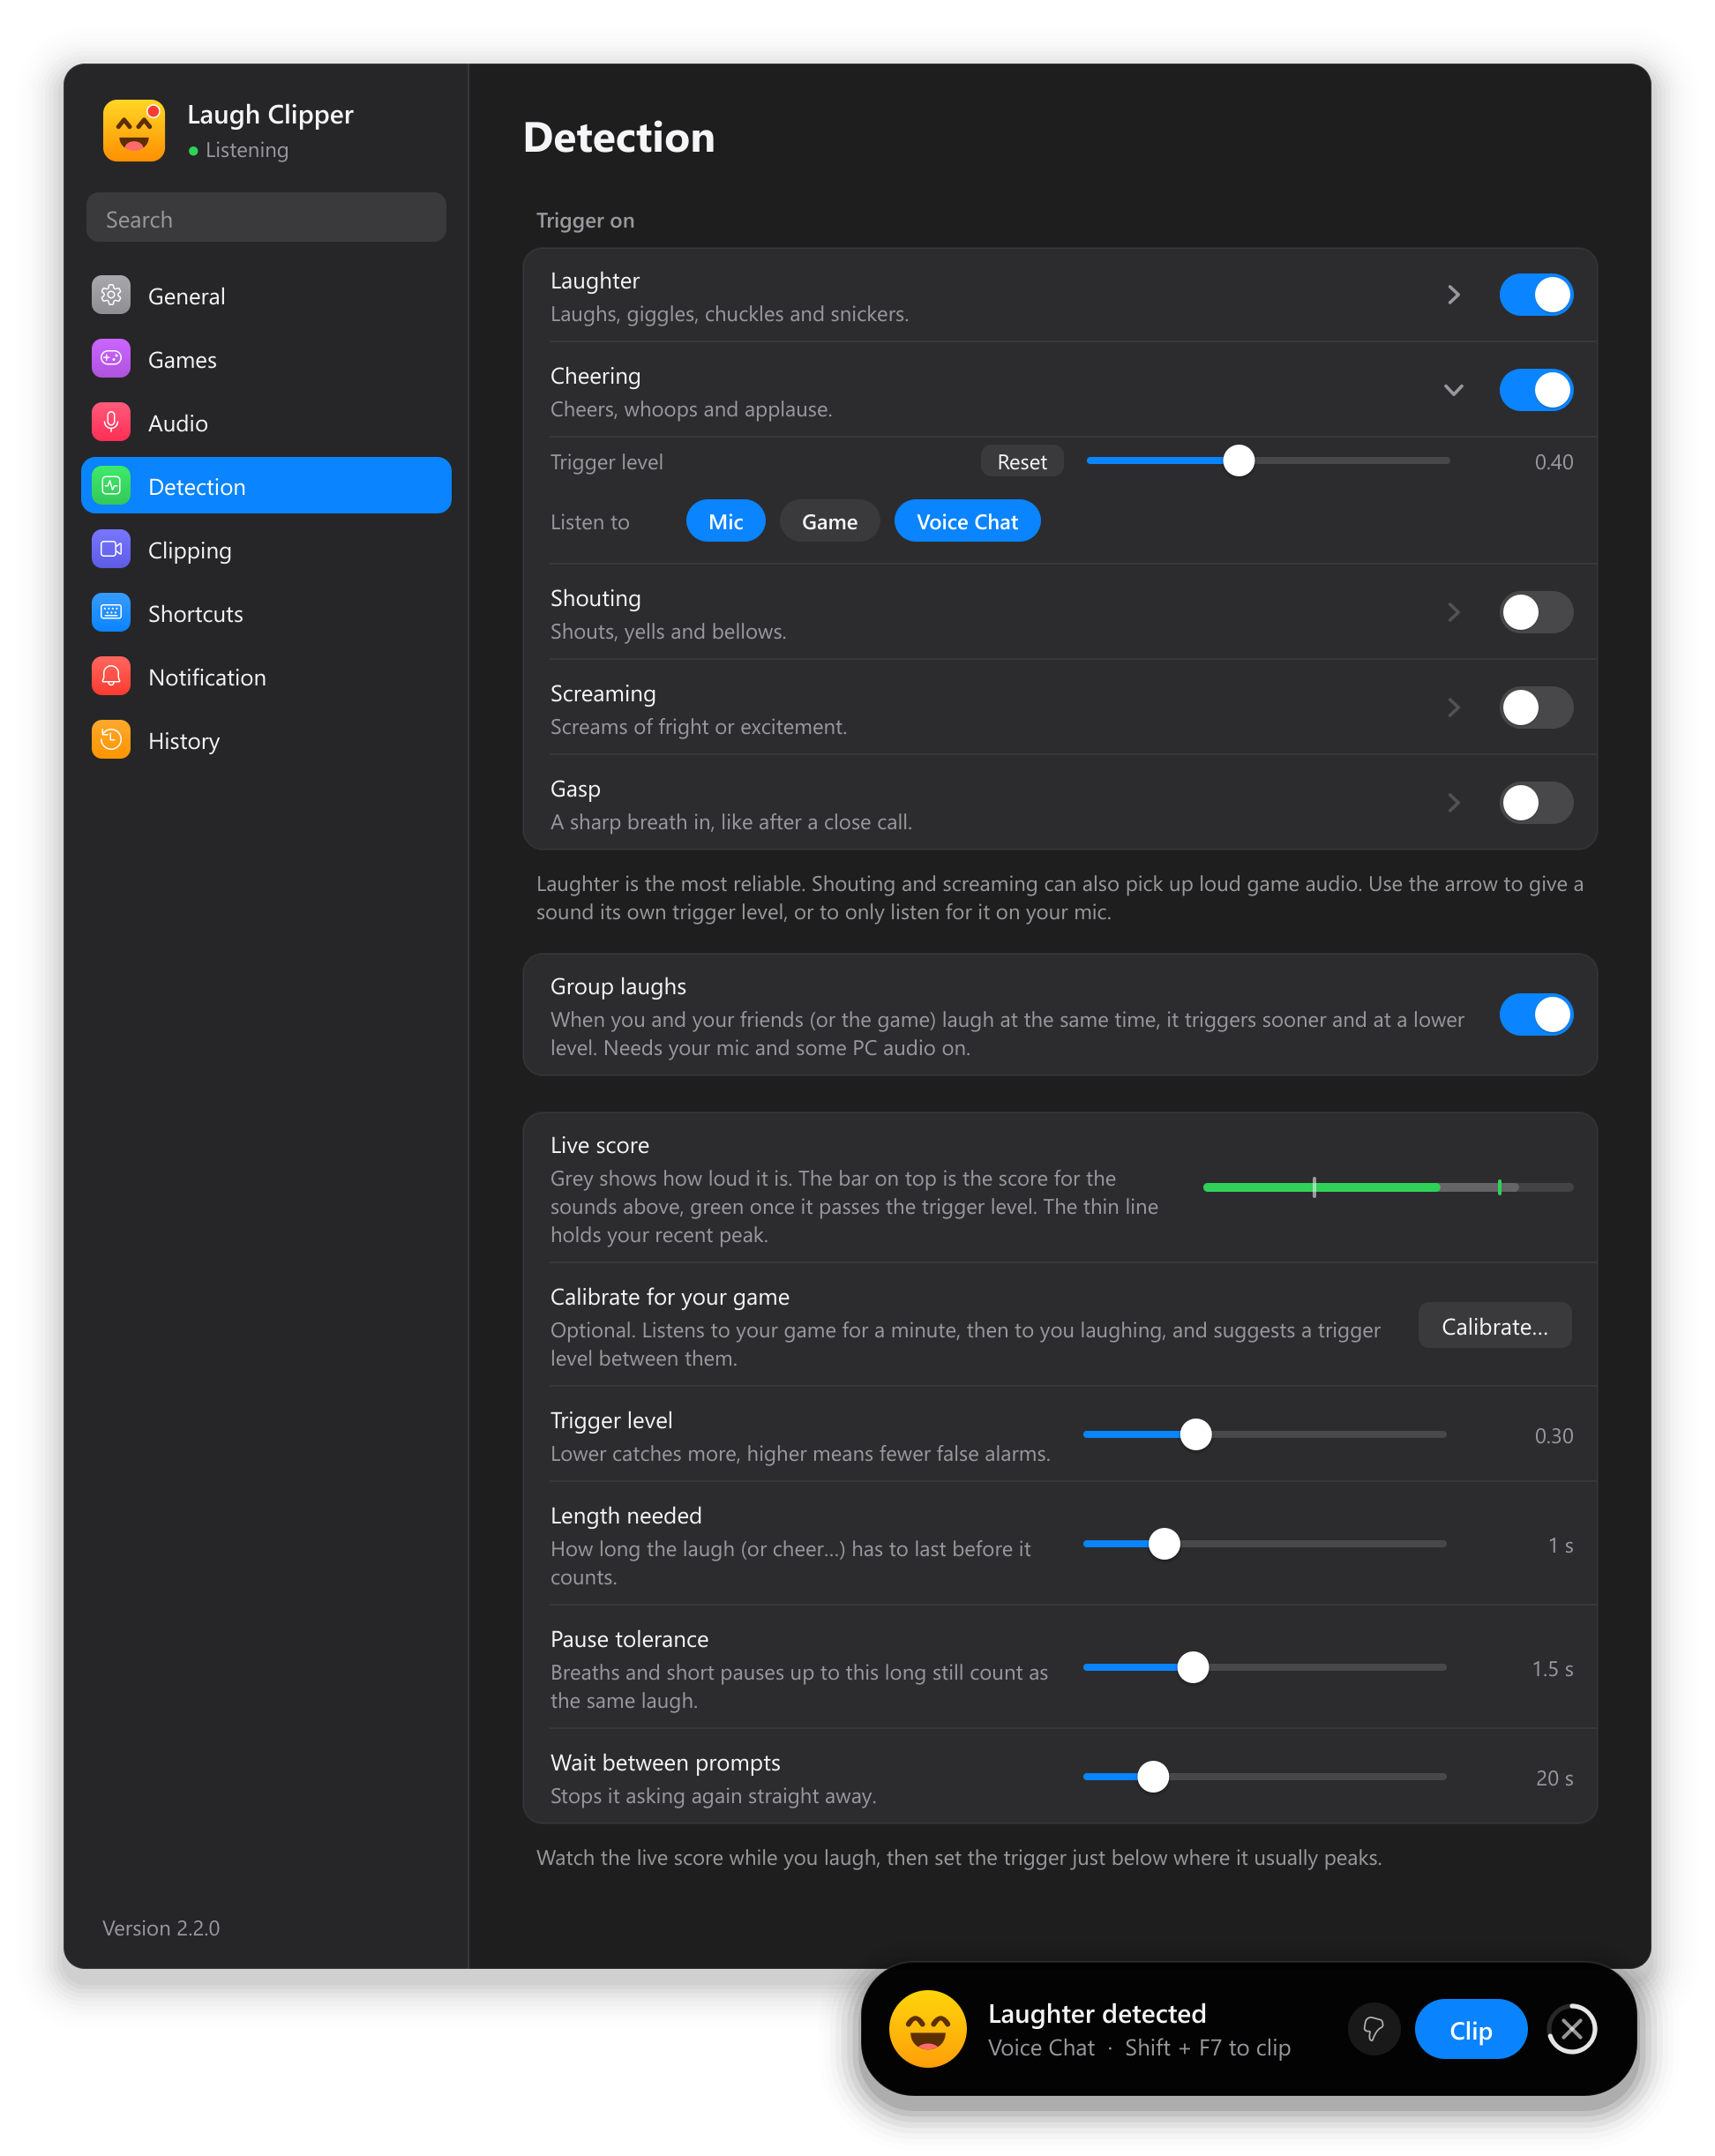 Laugh Clipper
Listening
Search
General
Games
Audio
Detection
Clipping
Shortcuts
Notification
History
Version 2.2.0
Detection
Trigger on
Laughter
Laughs, giggles, chuckles and snickers.
Cheering
Cheers, whoops and applause.
Trigger level Reset 0.40
Listen to Mic Game Voice Chat
Shouting
Shouts, yells and bellows.
Screaming
Screams of fright or excitement.
Gasp
A sharp breath in, like after a close call.
Laughter is the most reliable. Shouting and screaming can also pick up loud game audio. Use the arrow to give a
sound its own trigger level, or to only listen for it on your mic.
Group laughs
When you and your friends (or the game) laugh at the same time, it triggers sooner and at a lower
level. Needs your mic and some PC audio on.
Live score
Grey shows how loud it is. The bar on top is the score for the
sounds above, green once it passes the trigger level. The thin line
holds your recent peak.
Calibrate for your game
Optional. Listens to your game for a minute, then to you laughing, and suggests a trigger
level between them.
Calibrate...
Trigger level
Lower catches more, higher means fewer false alarms.
0.30
Length needed
How long the laugh (or cheer...) has to last before it
counts.
1 s
Pause tolerance
Breaths and short pauses up to this long still count as
the same laugh.
1.5 s
Wait between prompts
Stops it asking again straight away.
20 s
Watch the live score while you laugh, then set the trigger just below where it usually peaks.
Laughter detected
Voice Chat · Shift + F7 to clip
Clip